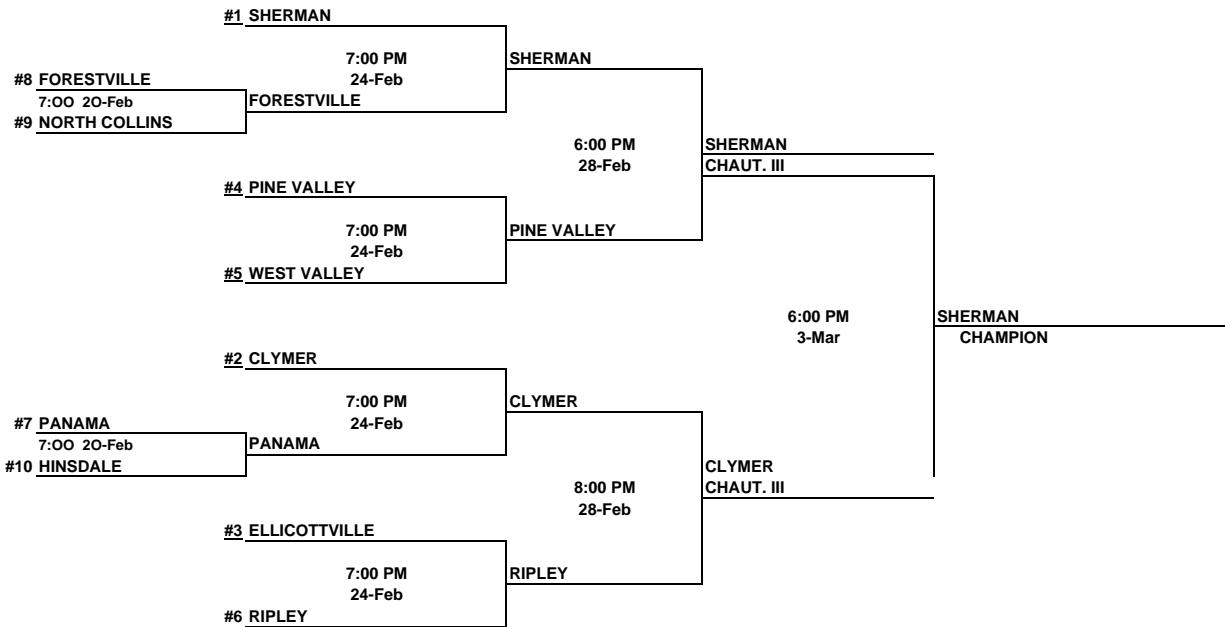 #1 SHERMAN
7:00 PM SHERMAN
#8 FORESTVILLE 24-Feb
7:OO 2O-Feb FORESTVILLE
#9 NORTH COLLINS
6:00 PM SHERMAN
28-Feb CHAUT. III
#4 PINE VALLEY
7:00 PM PINE VALLEY
24-Feb
#5 WEST VALLEY
6:00 PM SHERMAN
3-Mar CHAMPION
#2 CLYMER
7:00 PM CLYMER
#7 PANAMA 24-Feb
7:OO 2O-Feb PANAMA
#10 HINSDALE CLYMER
8:00 PM CHAUT. III
28-Feb
#3 ELLICOTTVILLE
7:00 PM RIPLEY
24-Feb
#6 RIPLEY